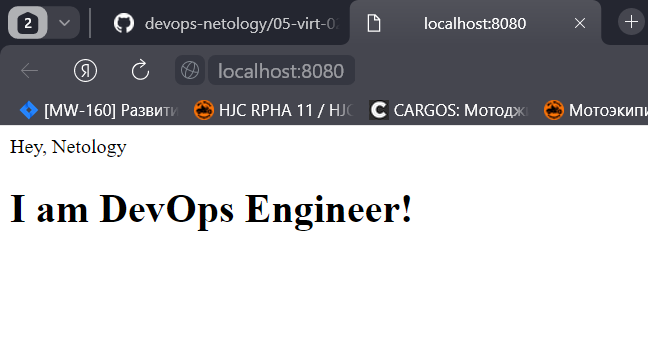 2
devops-netology/05-virt-02
localhost:8080
Я
localhost:8080
[MW-160] Развити
HJC RPHA 11 / HJC
C CARGOS: Мотодж
Мотоэкипи
Hey, Netology
I am DevOps Engineer!